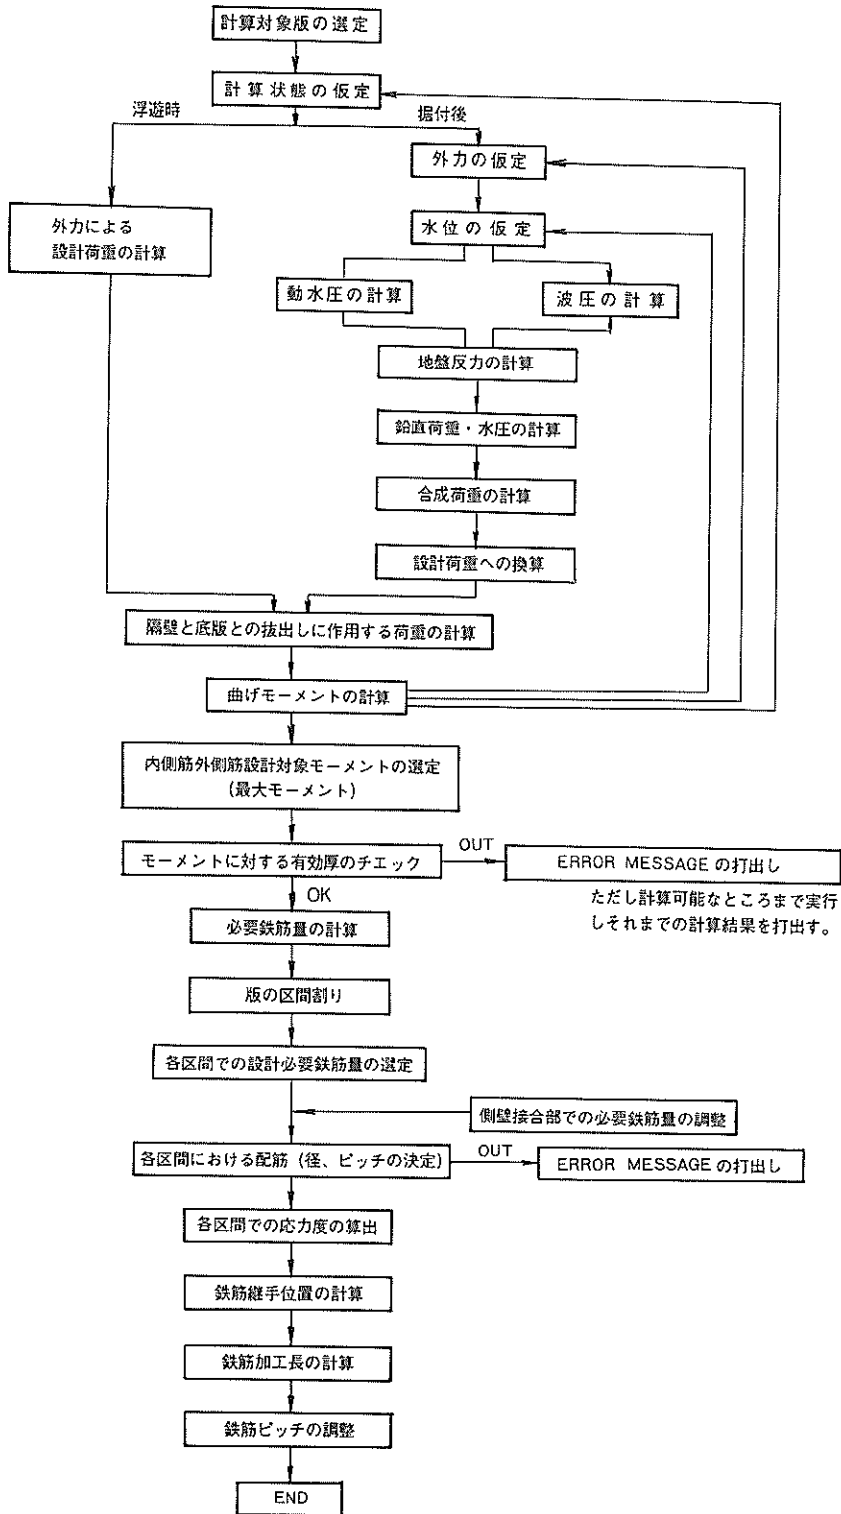 計算対象版の選定
計算状態の仮定
浮遊時
据付後
外力の仮定
外力による
設計荷重の計算
水位の仮定
動水圧の計算
波圧の計算
地盤反力の計算
鉛直荷重・水圧の計算
合成荷重の計算
設計荷重への換算
隔壁と底版との抜出しに作用する荷重の計算
曲げモーメントの計算
内側筋外側筋設計対象モーメントの選定
(最大モーメント)
モーメントに対する有効厚のチエック
OUT
ERROR MESSAGE の打出し
OK
ただし計算可能なところまで実行
しそれまでの計算結果を打出す。
必要鉄筋量の計算
版の区間割り
各区間での設計必要鉄筋量の選定
側壁接合部での必要鉄筋量の調整
各区間における配筋(径、ピッチの決定)
OUT
ERROR MESSAGE の打出し
各区間での応力度の算出
鉄筋継手位置の計算
鉄筋加工長の計算
鉄筋ピッチの調整
END